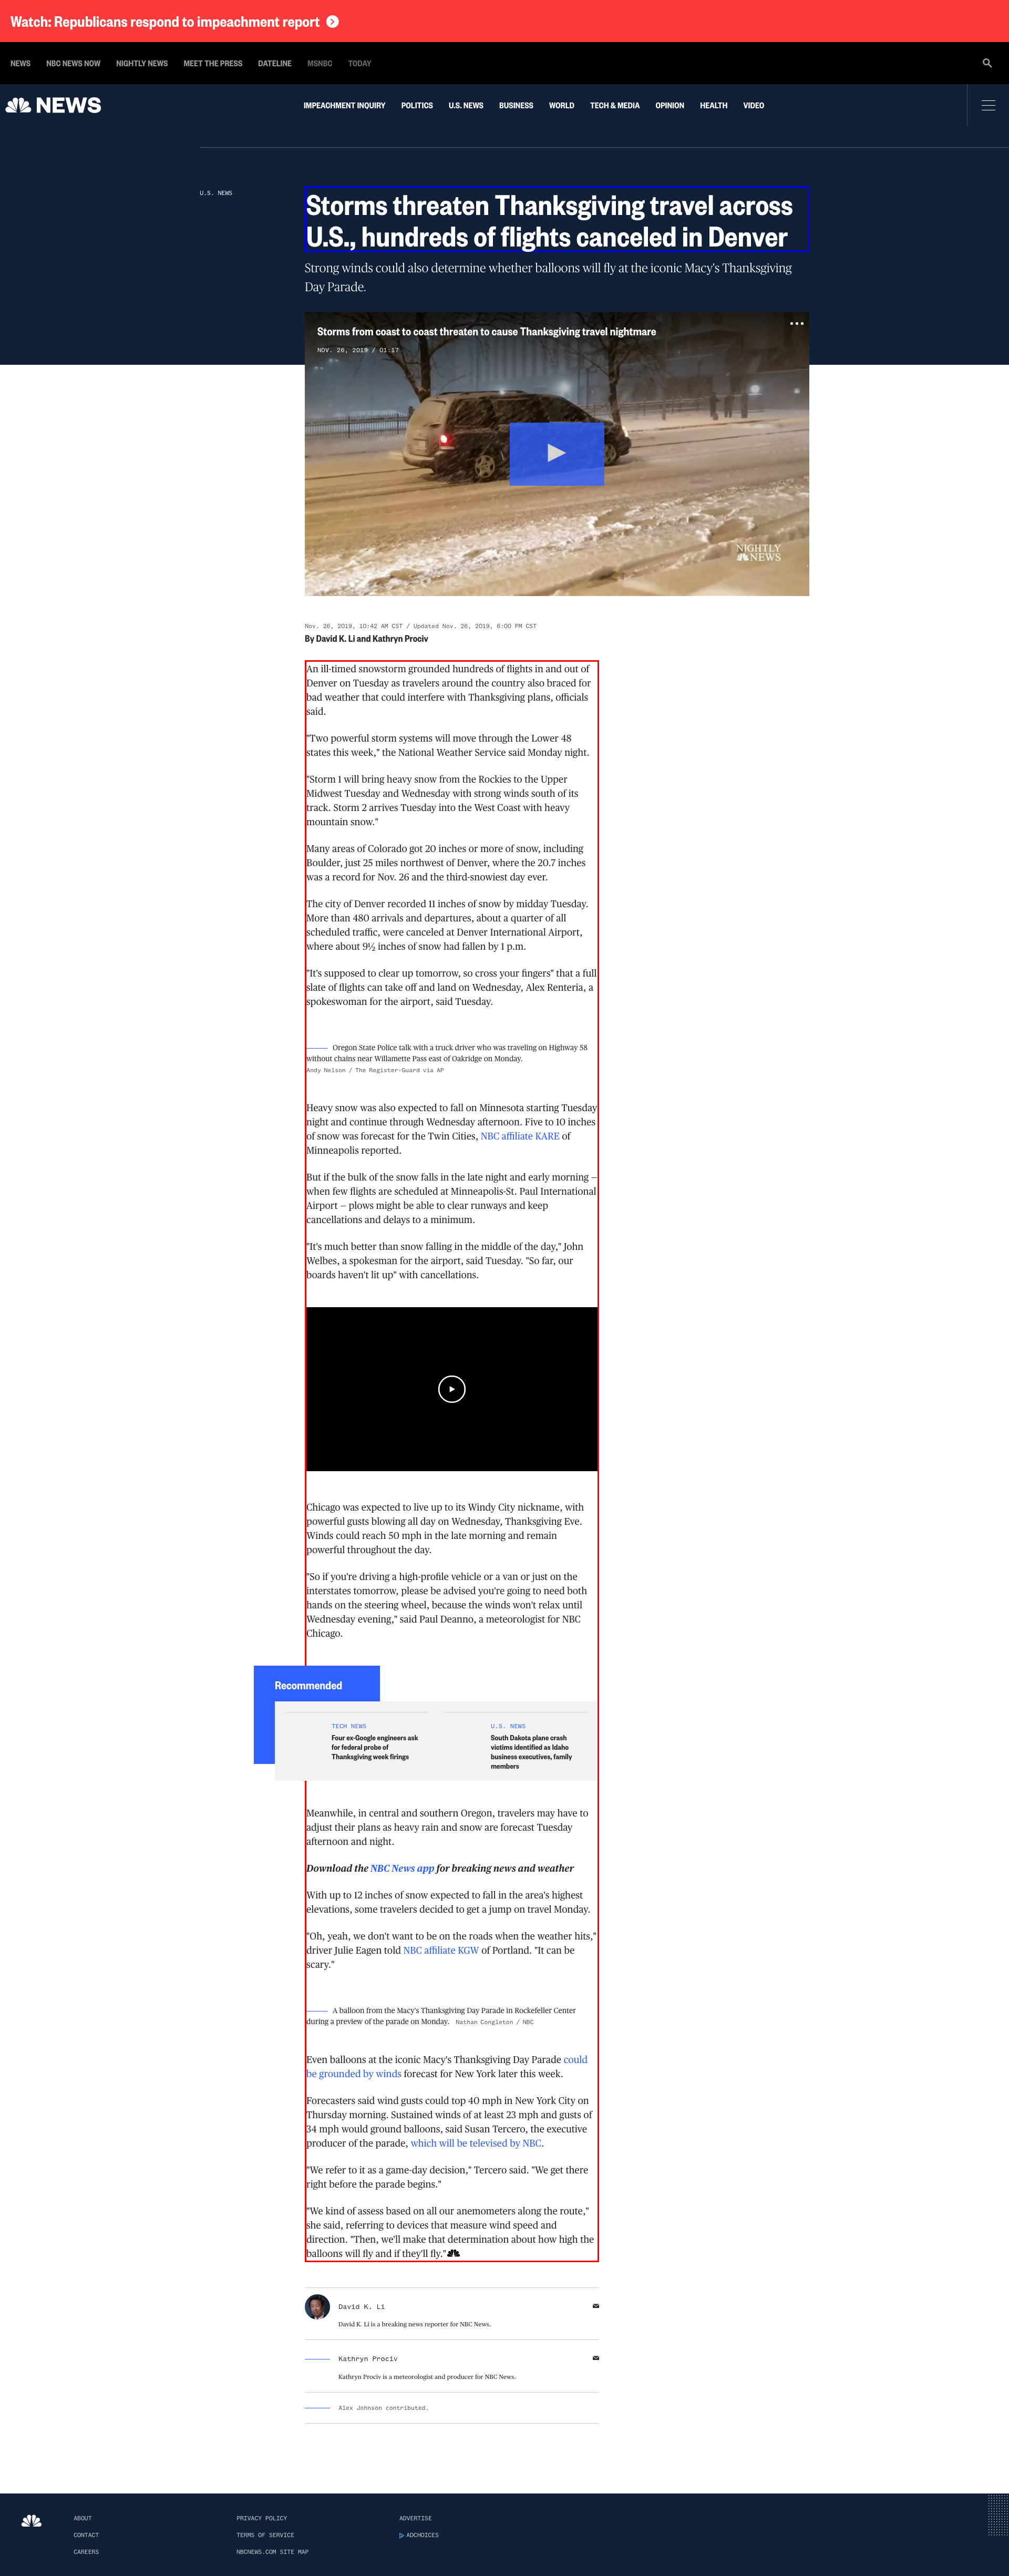 Watch: Republicans respond to impeachment report
NEWS NBC NEWS NOW NIGHTLY NEWS MEET THE PRESS DATELINE MSNBC TODAY
NEWS IMPEACHMENT INQUIRY POLITICS U.S. NEWS BUSINESS WORLD TECH & MEDIA OPINION HEALTH VIDEO
U.S. NEWS
Storms threaten Thanksgiving travel across
U.S., hundreds of flights canceled in Denver
Strong winds could also determine whether balloons will fly at the iconic Macy's Thanksgiving
Day Parade.
Storms from coast to coast threaten to cause Thanksgiving travel nightmare
NOV. 26, 2019 / 01:17
NIGHTLY
NEWS
Nov. 26, 2019, 10:42 AM CST / Updated Nov. 26, 2019, 6:00 PM CST
By David K. Li and Kathryn Prociv
An ill-timed snowstorm grounded hundreds of flights in and out of
Denver on Tuesday as travelers around the country also braced for
bad weather that could interfere with Thanksgiving plans, officials
said.
"Two powerful storm systems will move through the Lower 48
states this week," the National Weather Service said Monday night.
"Storm 1 will bring heavy snow from the Rockies to the Upper
Midwest Tuesday and Wednesday with strong winds south of its
track. Storm 2 arrives Tuesday into the West Coast with heavy
mountain snow."
Many areas of Colorado got 20 inches or more of snow, including
Boulder, just 25 miles northwest of Denver, where the 20.7 inches
was a record for Nov. 26 and the third-snowiest day ever.
The city of Denver recorded 11 inches of snow by midday Tuesday.
More than 480 arrivals and departures, about a quarter of all
scheduled traffic, were canceled at Denver International Airport,
where about 9½ inches of snow had fallen by 1 p.m.
"It's supposed to clear up tomorrow, so cross your fingers" that a full
slate of flights can take off and land on Wednesday, Alex Renteria, a
spokeswoman for the airport, said Tuesday.
Oregon State Police talk with a truck driver who was traveling on Highway 58
without chains near Willamette Pass east of Oakridge on Monday.
Andy Nelson / The Register-Guard via AP
Heavy snow was also expected to fall on Minnesota starting Tuesday
night and continue through Wednesday afternoon. Five to 10 inches
of snow was forecast for the Twin Cities, NBC affiliate KARE of
Minneapolis reported.
But if the bulk of the snow falls in the late night and early morning —
when few flights are scheduled at Minneapolis-St. Paul International
Airport — plows might be able to clear runways and keep
cancellations and delays to a minimum.
"It's much better than snow falling in the middle of the day," John
Welbes, a spokesman for the airport, said Tuesday. "So far, our
boards haven't lit up" with cancellations.
Chicago was expected to live up to its Windy City nickname, with
powerful gusts blowing all day on Wednesday, Thanksgiving Eve.
Winds could reach 50 mph in the late morning and remain
powerful throughout the day.
"So if you're driving a high-profile vehicle or a van or just on the
interstates tomorrow, please be advised you're going to need both
hands on the steering wheel, because the winds won't relax until
Wednesday evening," said Paul Deanno, a meteorologist for NBC
Chicago.
Recommended
TECH NEWS
Four ex-Google engineers ask
for federal probe of
Thanksgiving week firings
U.S. NEWS
South Dakota plane crash
victims identified as Idaho
business executives, family
members
Meanwhile, in central and southern Oregon, travelers may have to
adjust their plans as heavy rain and snow are forecast Tuesday
afternoon and night.
Download the NBC News app for breaking news and weather
With up to 12 inches of snow expected to fall in the area's highest
elevations, some travelers decided to get a jump on travel Monday.
"Oh, yeah, we don't want to be on the roads when the weather hits,"
driver Julie Eagen told NBC affiliate KGW of Portland. "It can be
scary."
A balloon from the Macy's Thanksgiving Day Parade in Rockefeller Center
during a preview of the parade on Monday. Nathan Congleton / NBC
Even balloons at the iconic Macy's Thanksgiving Day Parade could
be grounded by winds forecast for New York later this week.
Forecasters said wind gusts could top 40 mph in New York City on
Thursday morning. Sustained winds of at least 23 mph and gusts of
34 mph would ground balloons, said Susan Tercero, the executive
producer of the parade, which will be televised by NBC.
"We refer to it as a game-day decision," Tercero said. "We get there
right before the parade begins."
"We kind of assess based on all our anemometers along the route,"
she said, referring to devices that measure wind speed and
direction. "Then, we'll make that determination about how high the
balloons will fly and if they'll fly."
David K. Li
David K. Li is a breaking news reporter for NBC News.
Kathryn Prociv
Kathryn Prociv is a meteorologist and producer for NBC News.
Alex Johnson contributed.
ABOUT PRIVACY POLICY ADVERTISE
CONTACT TERMS OF SERVICE ADCHOICES
CAREERS NBCNEWS.COM SITE MAP